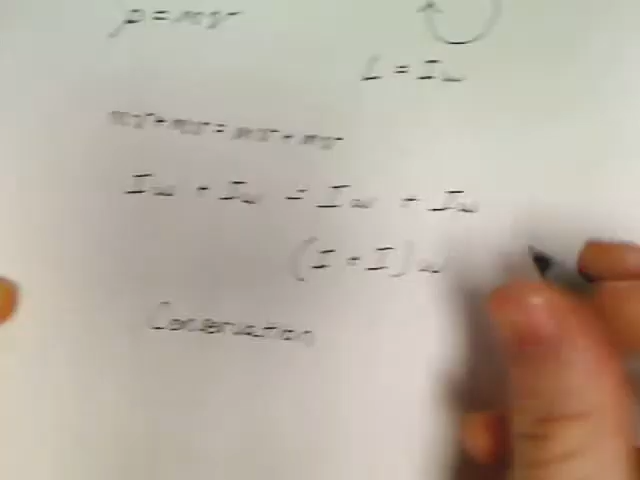 p = mv
L = Iω
mv + mv = mv + mv
Iω + Iω = Iω + Iω
(I + I)ω
Conservation